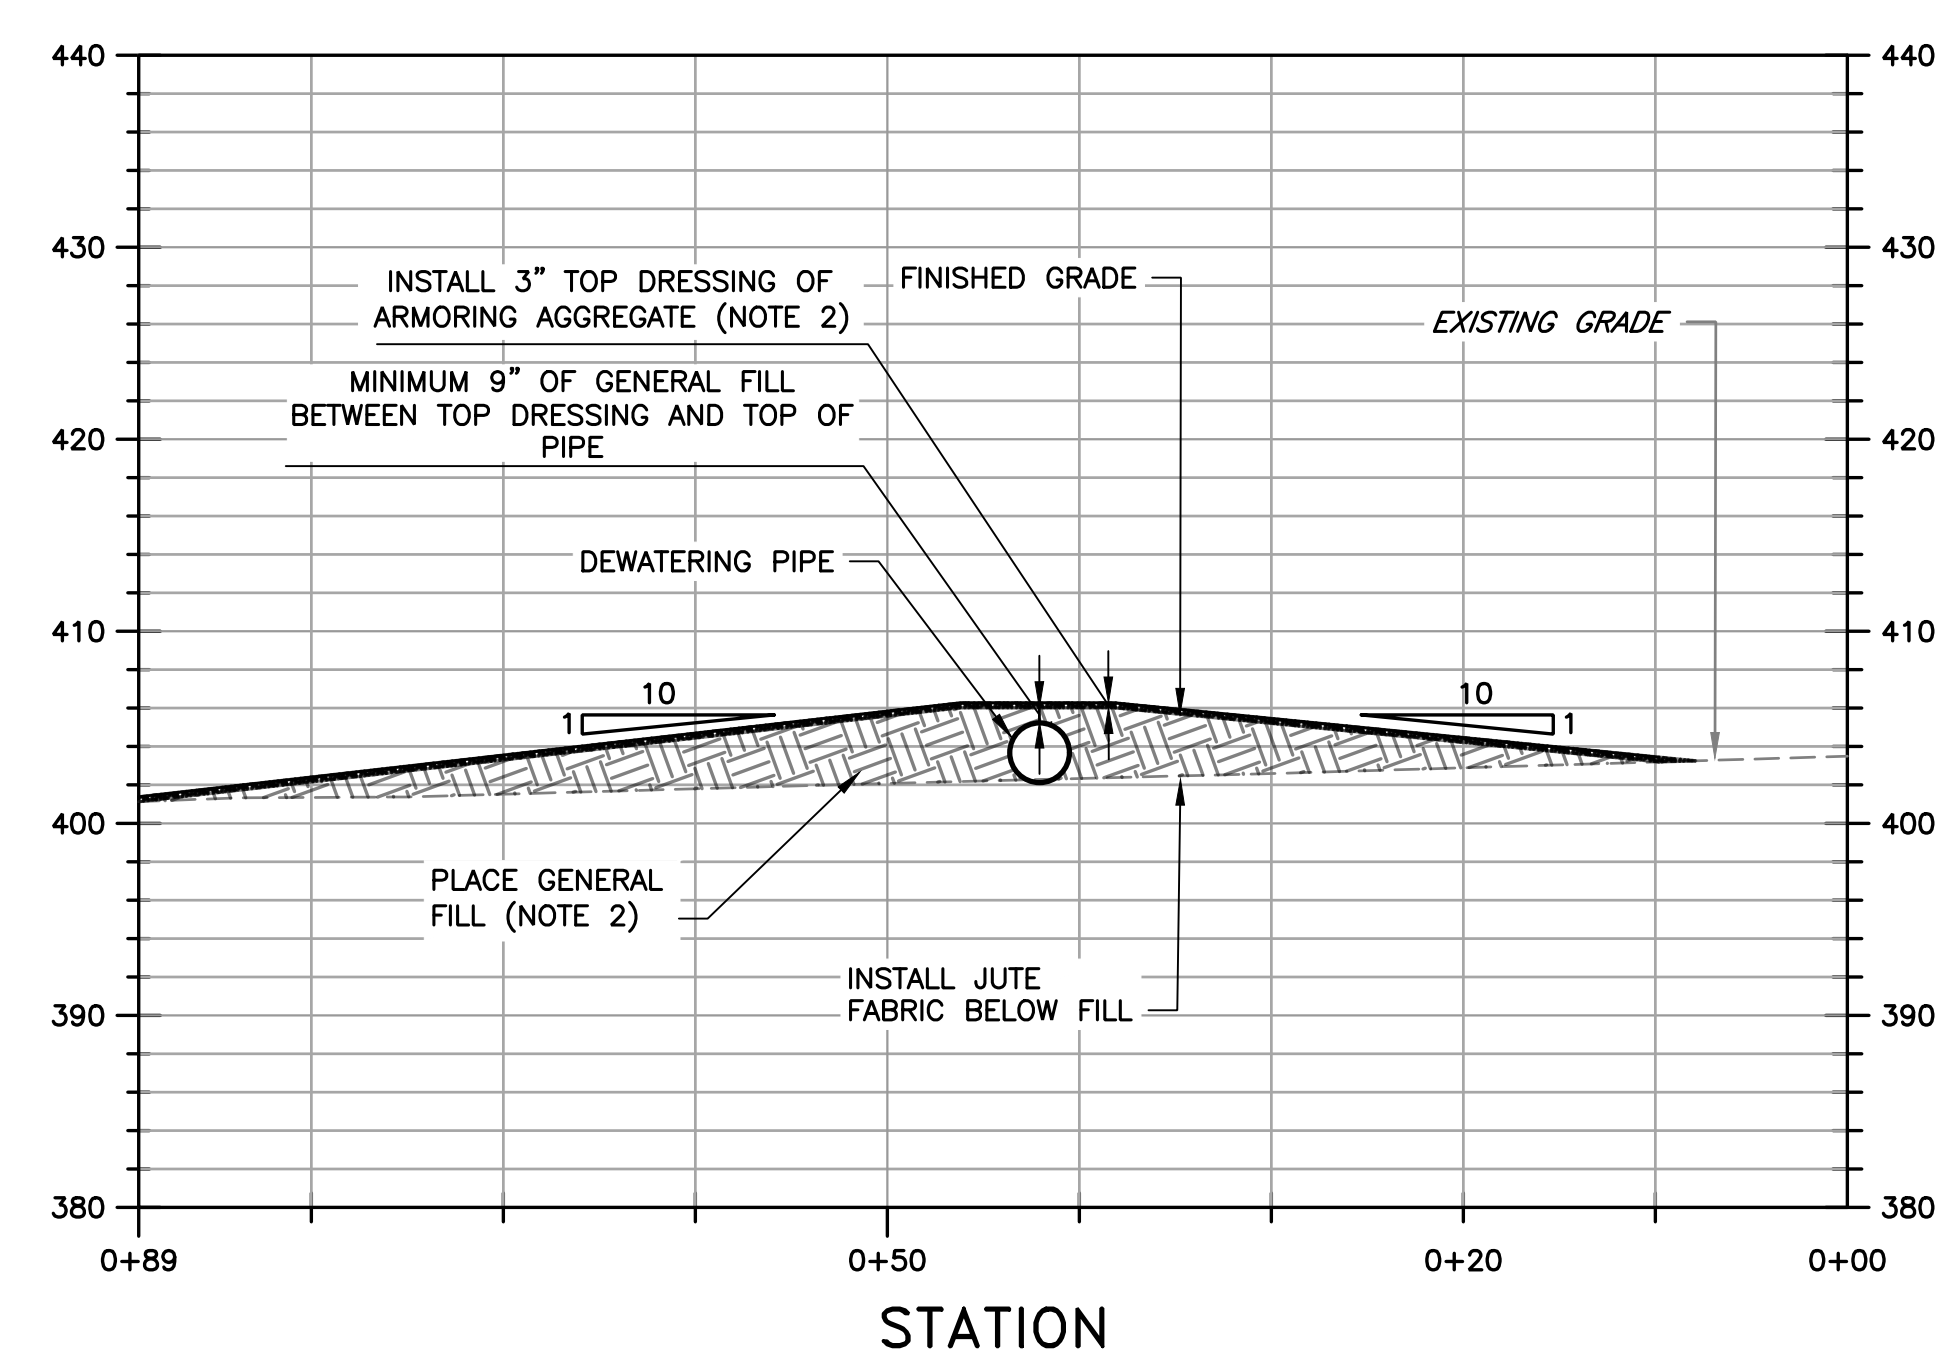 440
440
430
430
INSTALL 3” TOP DRESSING OF
ARMORING AGGREGATE (NOTE 2)
FINISHED GRADE
EXISTING GRADE
MINIMUM 9” OF GENERAL FILL
BETWEEN TOP DRESSING AND TOP OF
PIPE
420
420
DEWATERING PIPE
410
410
10
1
10
1
400
400
PLACE GENERAL
FILL (NOTE 2)
INSTALL JUTE
FABRIC BELOW FILL
390
390
380
380
0+89
0+50
0+20
0+00
STATION